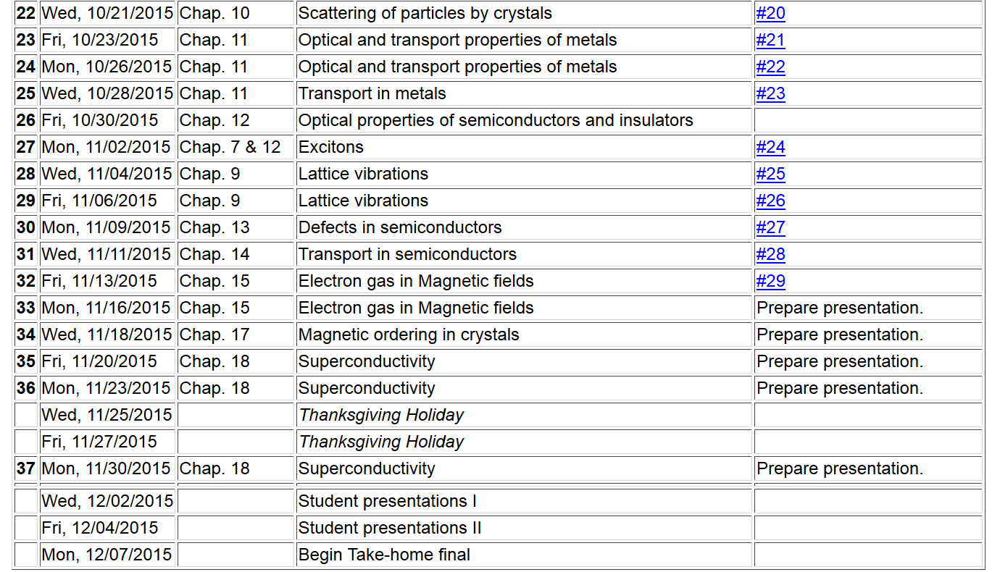 22 Wed, 10/21/2015 Chap. 10 Scattering of particles by crystals #20
23 Fri, 10/23/2015 Chap. 11 Optical and transport properties of metals #21
24 Mon, 10/26/2015 Chap. 11 Optical and transport properties of metals #22
25 Wed, 10/28/2015 Chap. 11 Transport in metals #23
26 Fri, 10/30/2015 Chap. 12 Optical properties of semiconductors and insulators
27 Mon, 11/02/2015 Chap. 7 & 12 Excitons #24
28 Wed, 11/04/2015 Chap. 9 Lattice vibrations #25
29 Fri, 11/06/2015 Chap. 9 Lattice vibrations #26
30 Mon, 11/09/2015 Chap. 13 Defects in semiconductors #27
31 Wed, 11/11/2015 Chap. 14 Transport in semiconductors #28
32 Fri, 11/13/2015 Chap. 15 Electron gas in Magnetic fields #29
33 Mon, 11/16/2015 Chap. 15 Electron gas in Magnetic fields Prepare presentation.
34 Wed, 11/18/2015 Chap. 17 Magnetic ordering in crystals Prepare presentation.
35 Fri, 11/20/2015 Chap. 18 Superconductivity Prepare presentation.
36 Mon, 11/23/2015 Chap. 18 Superconductivity Prepare presentation.
Wed, 11/25/2015 Thanksgiving Holiday
Fri, 11/27/2015 Thanksgiving Holiday
37 Mon, 11/30/2015 Chap. 18 Superconductivity Prepare presentation.
Wed, 12/02/2015 Student presentations I
Fri, 12/04/2015 Student presentations II
Mon, 12/07/2015 Begin Take-home final